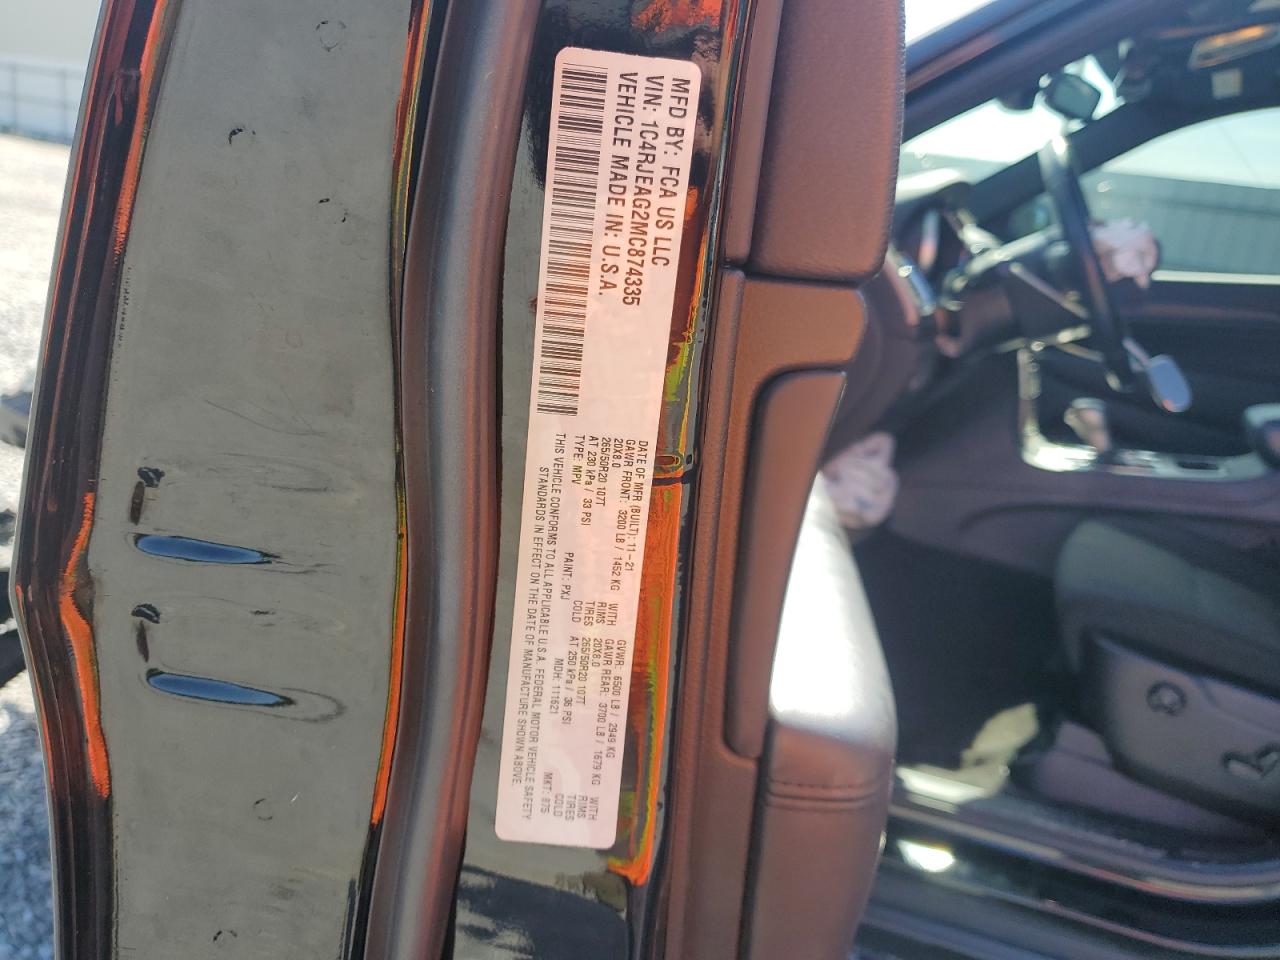 MFD BY: FCA US LLC
VIN: 1C4RJEAG2MC874335
VEHICLE MADE IN: U.S.A.
DATE OF MFR (BUILT): 11-21 GVWR: 6500 LB / 2949 KG
GAWR FRONT: 3200 LB / 1452 KG WITH GAWR REAR: 3700 LB / 1679 KG WITH
20X8.0 RIMS 20X8.0 RIMS
265/50R20 107T TIRES 265/50R20 107T TIRES
AT 230 kPa / 33 PSI COLD AT 250 kPa / 36 PSI COLD
TYPE: MPV PAINT: PXJ MDH: 111621 MKT: 875
THIS VEHICLE CONFORMS TO ALL APPLICABLE U.S.A. FEDERAL MOTOR VEHICLE SAFETY
STANDARDS IN EFFECT ON THE DATE OF MANUFACTURE SHOWN ABOVE.